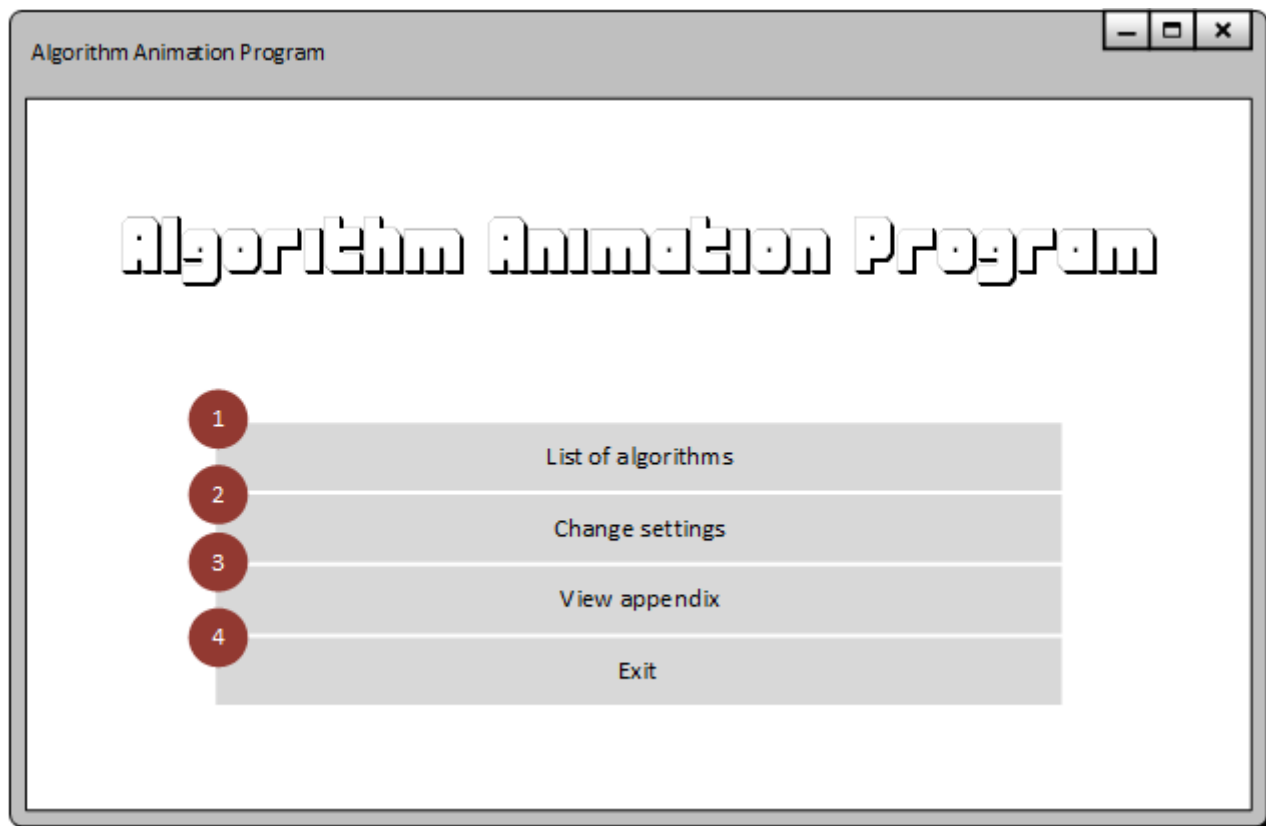 Algorithm Animation Program
Algorithm Animation Program
1
List of algorithms
2
Change settings
3
View appendix
4
Exit